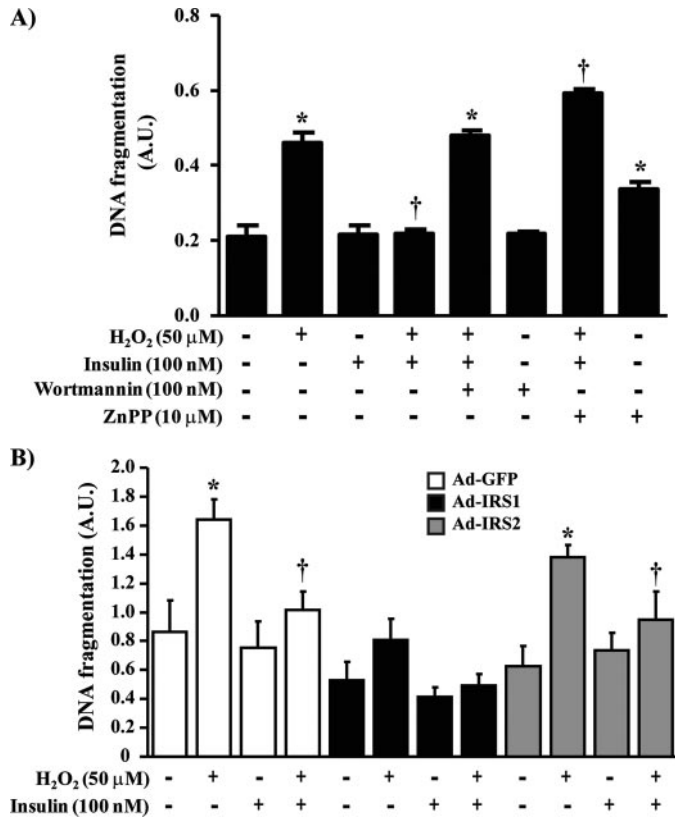 A)
DNA fragmentation
(A.U.)
0.8
0.6
0.4
0.2
0.0
* † * † *
H₂O₂ (50 μM) - + - + + - + -
Insulin (100 nM) - - + + + - + -
Wortmannin (100 nM) - - - - + + - -
ZnPP (10 μM) - - - - - - + +
B)
DNA fragmentation (A.U.)
2.0
1.8
1.6
1.4
1.2
1.0
0.8
0.6
0.4
0.2
0
Ad-GFP
Ad-IRS1
Ad-IRS2
* † * †
H₂O₂ (50 μM) - + - + - + - + - + - +
Insulin (100 nM) - - + + - - + + - - + +